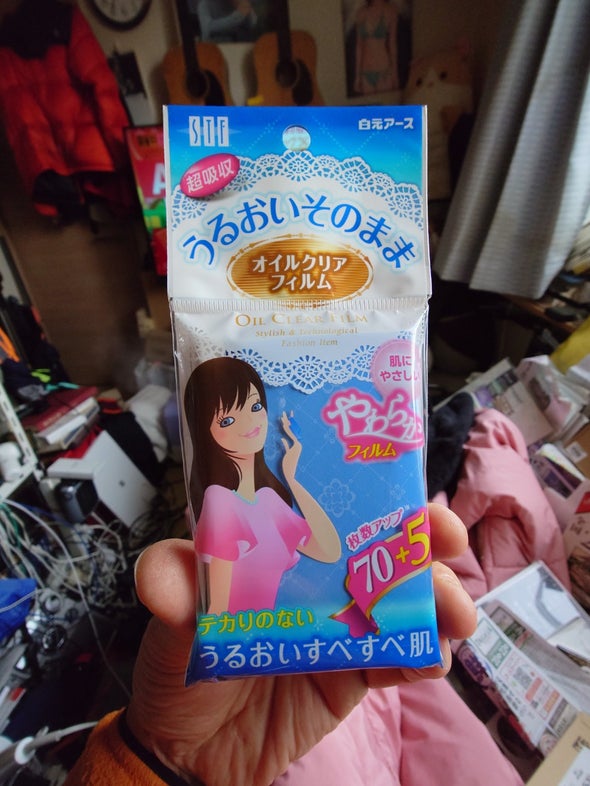 STF
白元アース
超吸収
うるおいそのまま
オイルクリア
フィルム
OIL CLEAR FILM
Stylish & Technological
Fashion Item
肌に
やさしい
やわらか
フィルム
枚数アップ
70+5
テカりのない
うるおいすべすべ肌